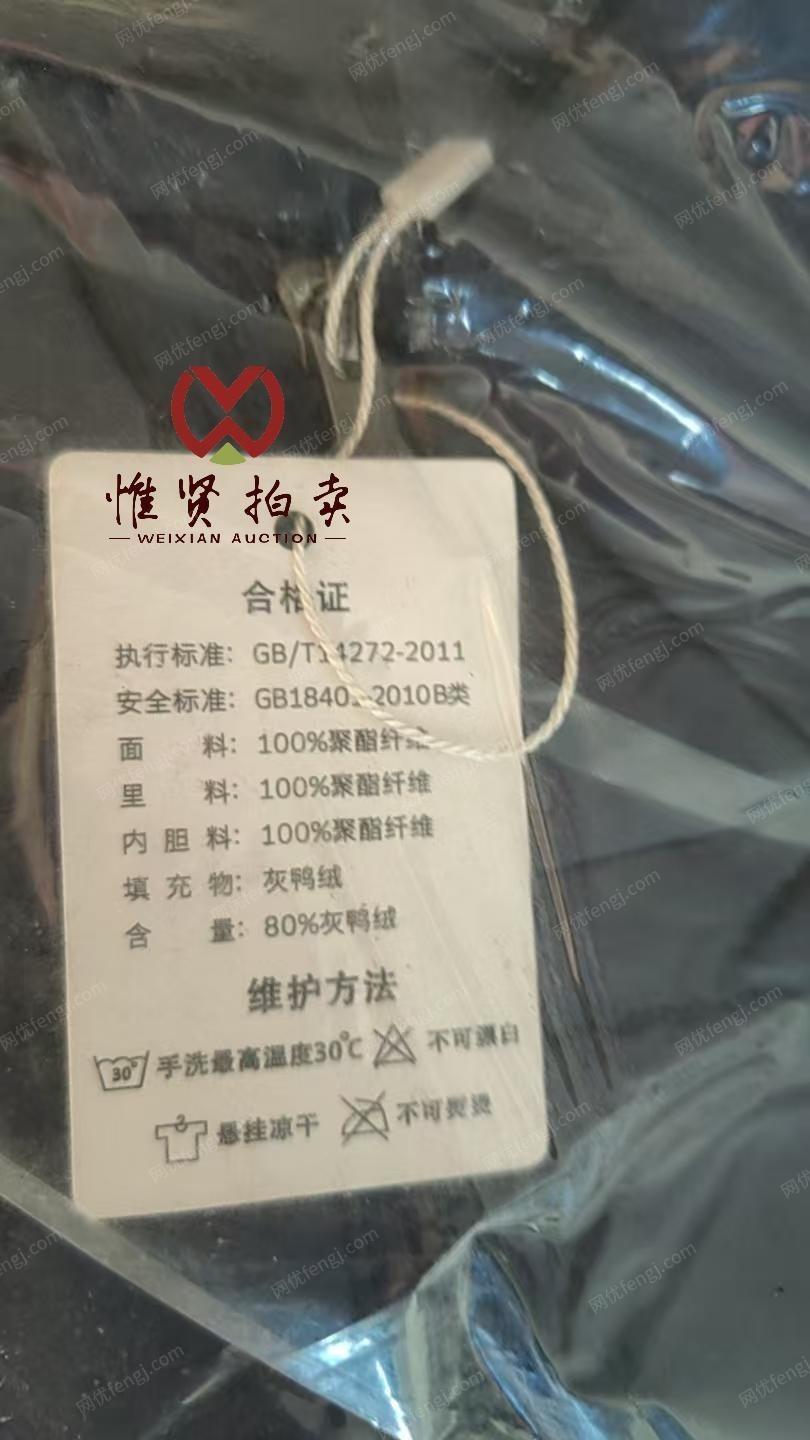 惟贤拍卖
WEIXIAN AUCTION
合格证
执行标准：GB/T14272-2011
安全标准：GB18401-2010B类
面料：100%聚酯纤维
里料：100%聚酯纤维
内胆料：100%聚酯纤维
填充物：灰鸭绒
含量：80%灰鸭绒
维护方法
30° 手洗最高温度30℃ 不可漂白
悬挂凉干 不可熨烫
网优fengj.com